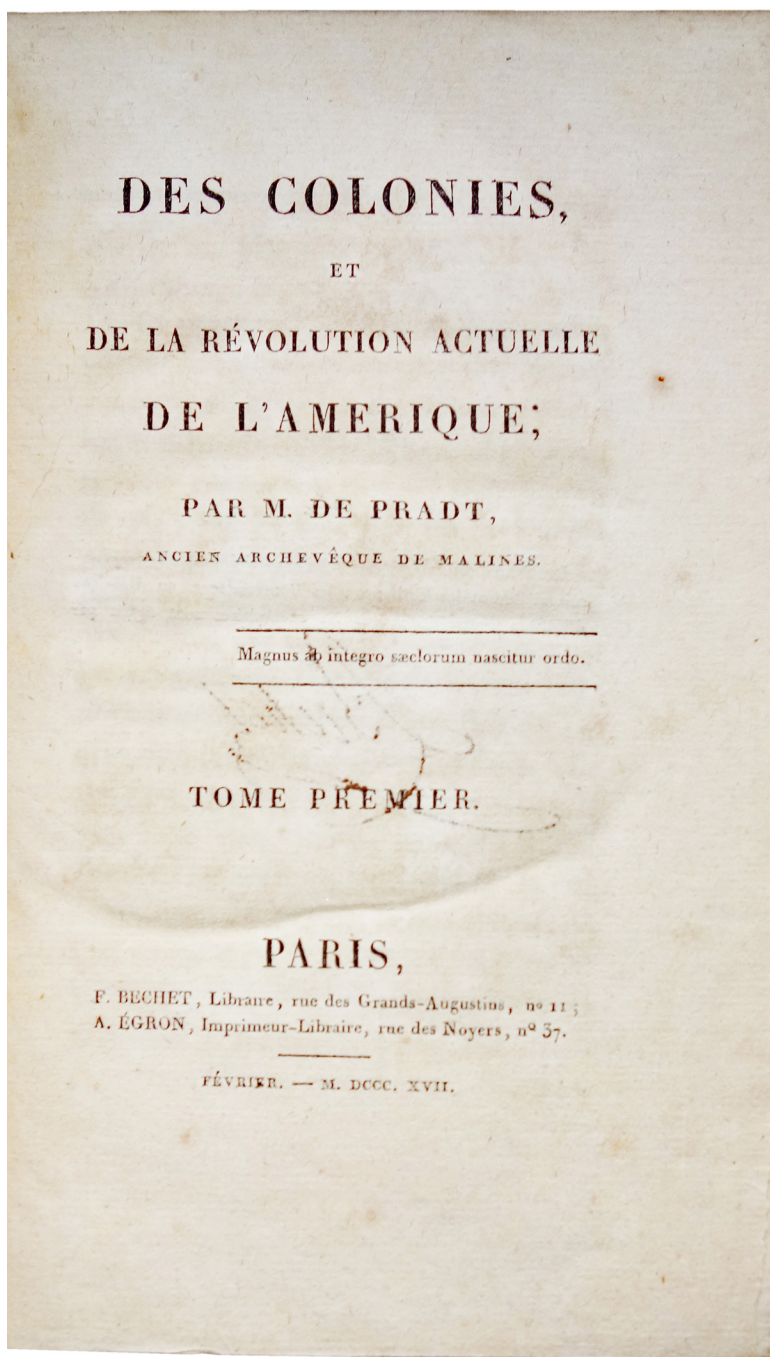 DES COLONIES,
ET
DE LA RÉVOLUTION ACTUELLE
DE L'AMERIQUE;
PAR M. DE PRADT,
ANCIEN ARCHEVÊQUE DE MALINES.
Magnus ab integro sæclorum nascitur ordo.
TOME PREMIER.
PARIS,
F. BECHET, Libraire, rue des Grands-Augustins, nº 11;
A. ÉGRON, Imprimeur-Libraire, rue des Noyers, nº 37.
FÉVRIER. — M. DCCC. XVII.